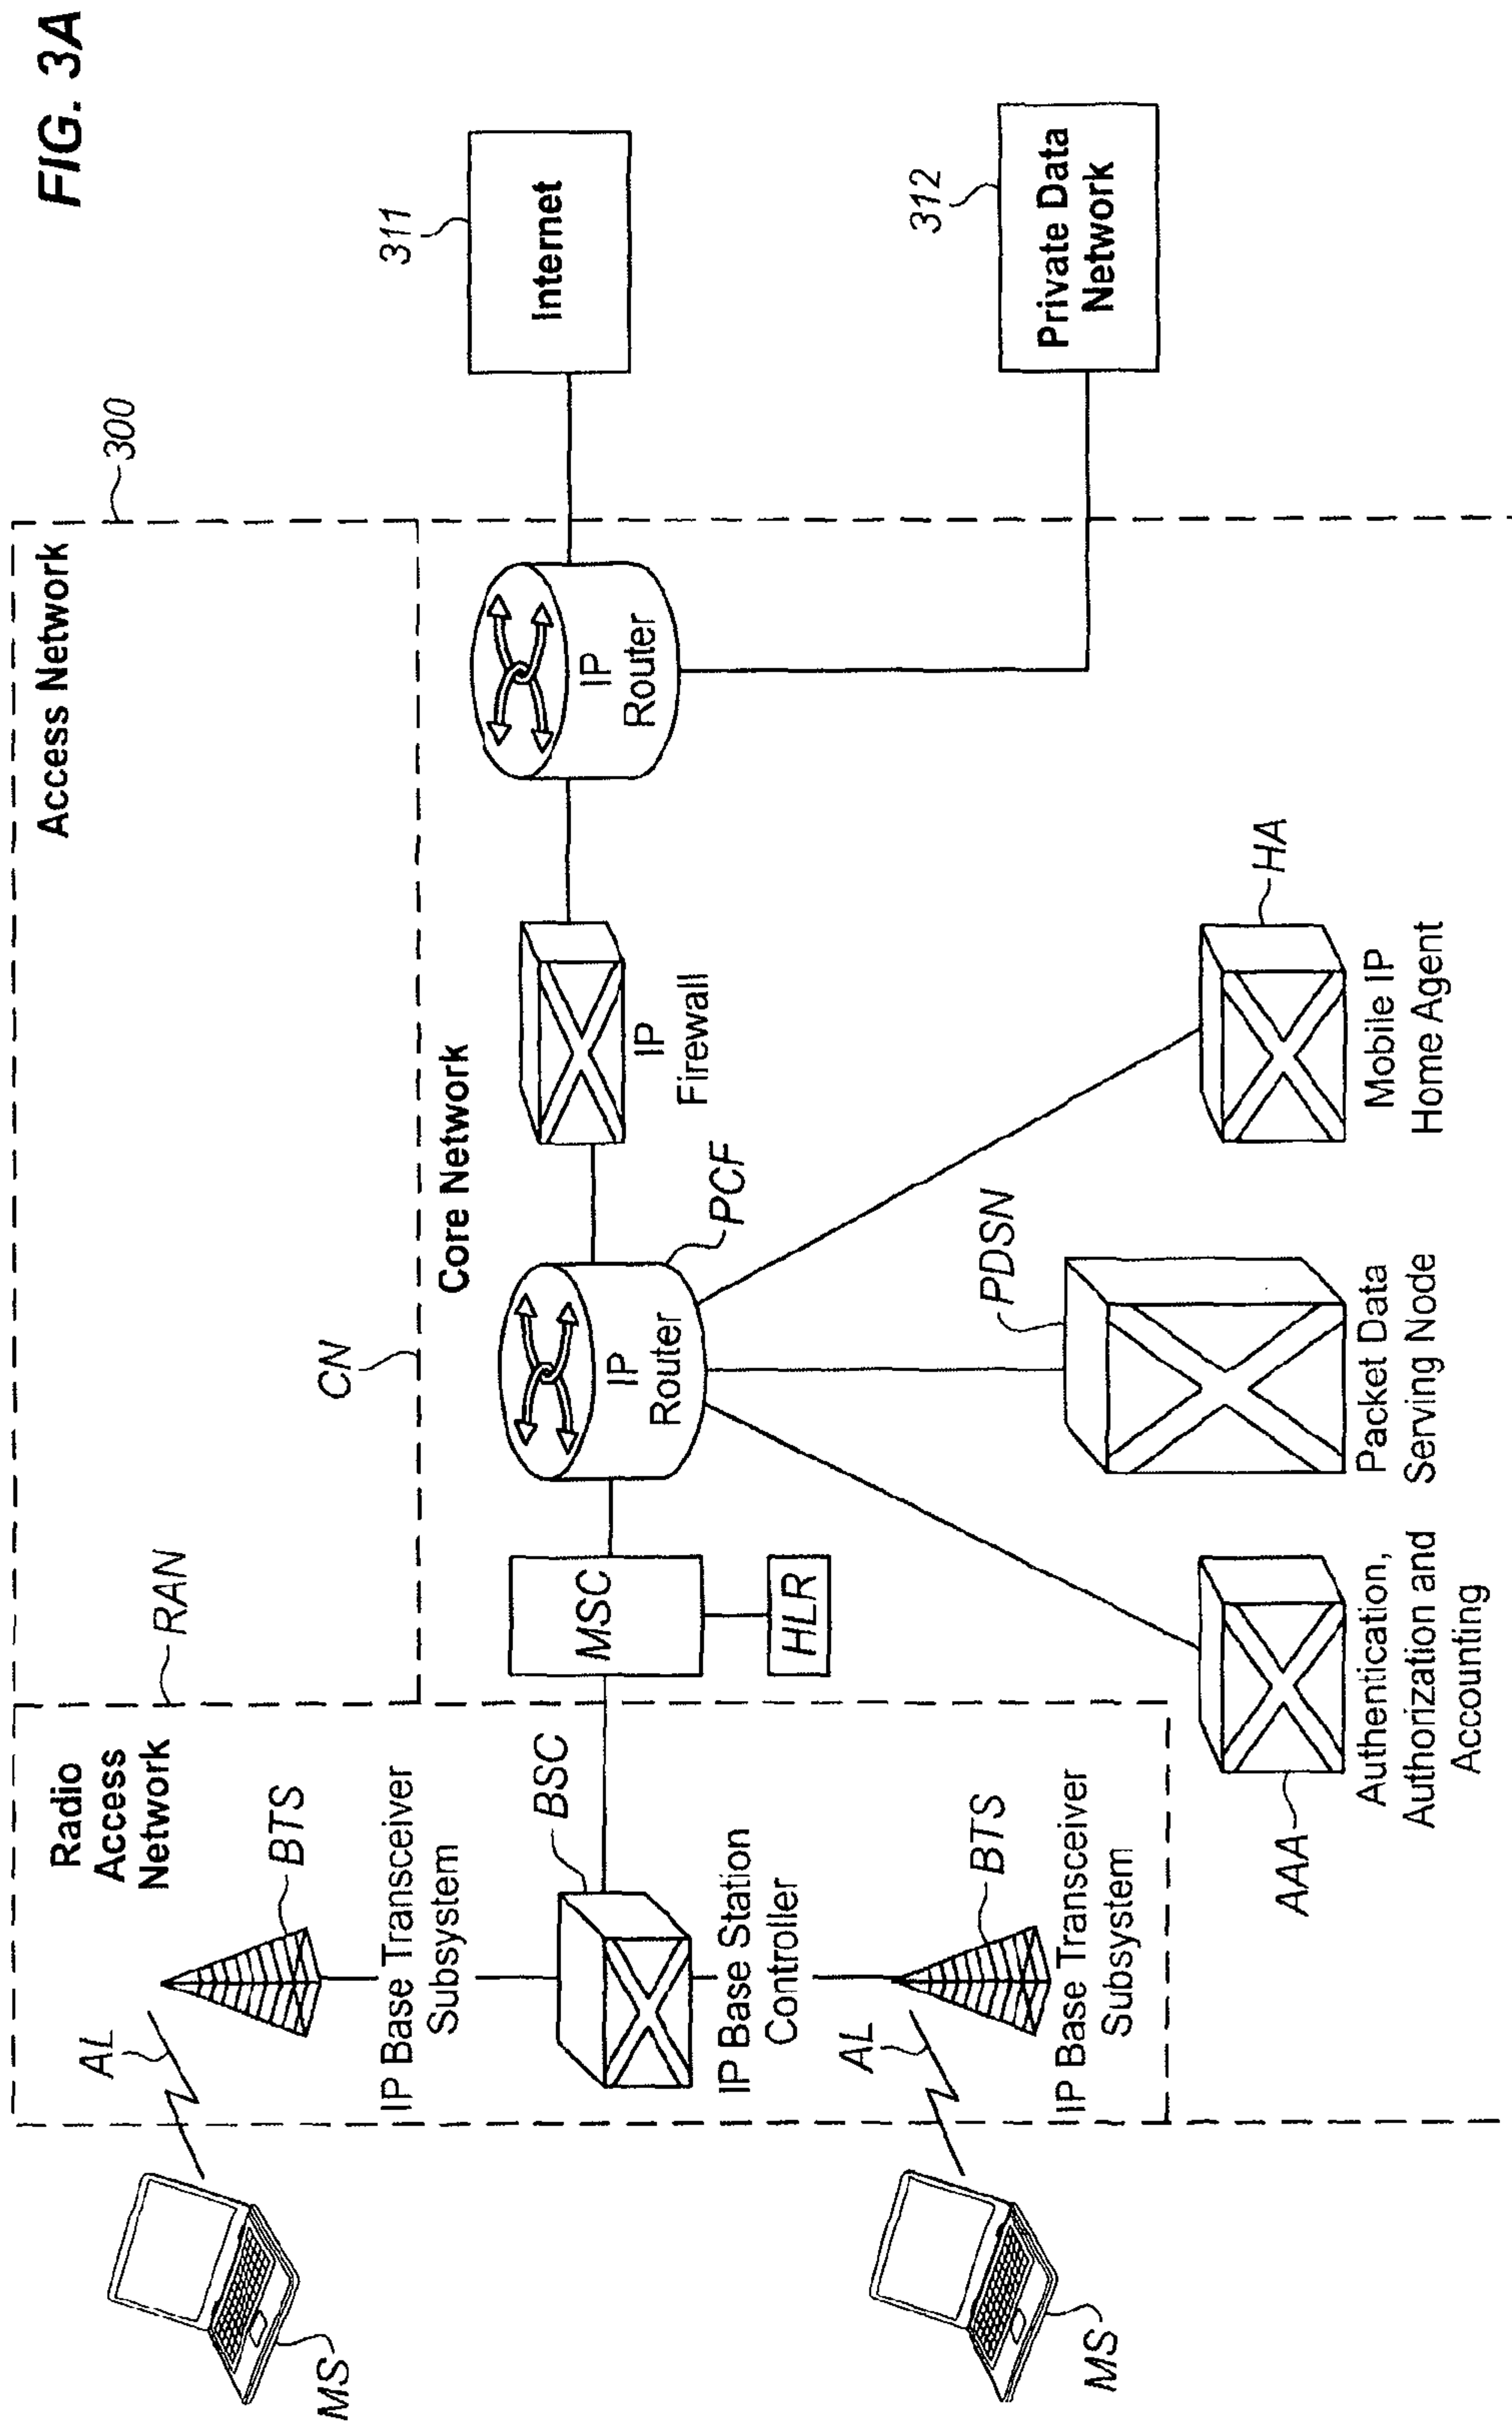 FIG. 3A
Access Network
300
Radio
Access
Network
RAN
CN
Core Network
AL
BTS
MS
IP Base Transceiver
Subsystem
BSC
IP Base Station
Controller
MSC
HLR
IP
Router
PCF
IP
Firewall
IP
Router
311
Internet
312
Private Data
Network
AL
BTS
MS
IP Base Transceiver
Subsystem
AAA
Authentication,
Authorization and
Accounting
PDSN
Packet Data
Serving Node
HA
Mobile IP
Home Agent